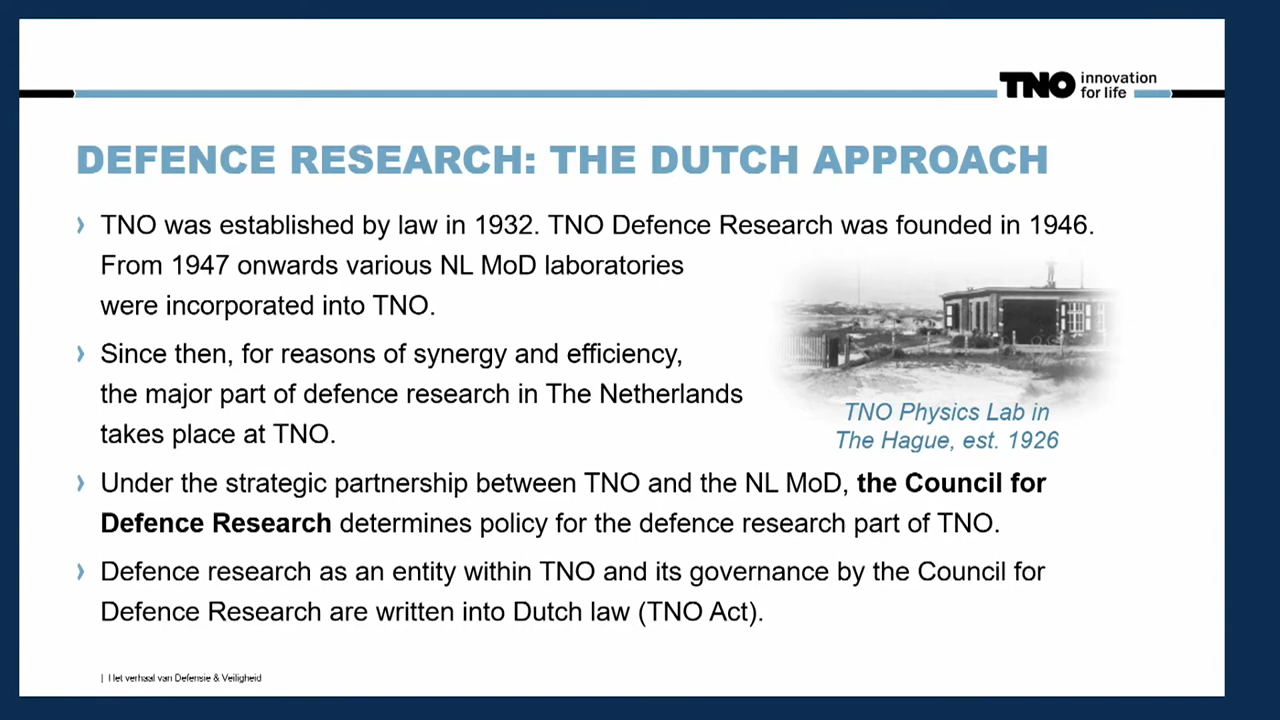 TNO innovation
for life
DEFENCE RESEARCH: THE DUTCH APPROACH
› TNO was established by law in 1932. TNO Defence Research was founded in 1946.
From 1947 onwards various NL MoD laboratories
were incorporated into TNO.
› Since then, for reasons of synergy and efficiency,
the major part of defence research in The Netherlands
takes place at TNO.
TNO Physics Lab in
The Hague, est. 1926
› Under the strategic partnership between TNO and the NL MoD, the Council for
Defence Research determines policy for the defence research part of TNO.
› Defence research as an entity within TNO and its governance by the Council for
Defence Research are written into Dutch law (TNO Act).
| Het verhaal van Defensie & Veiligheid